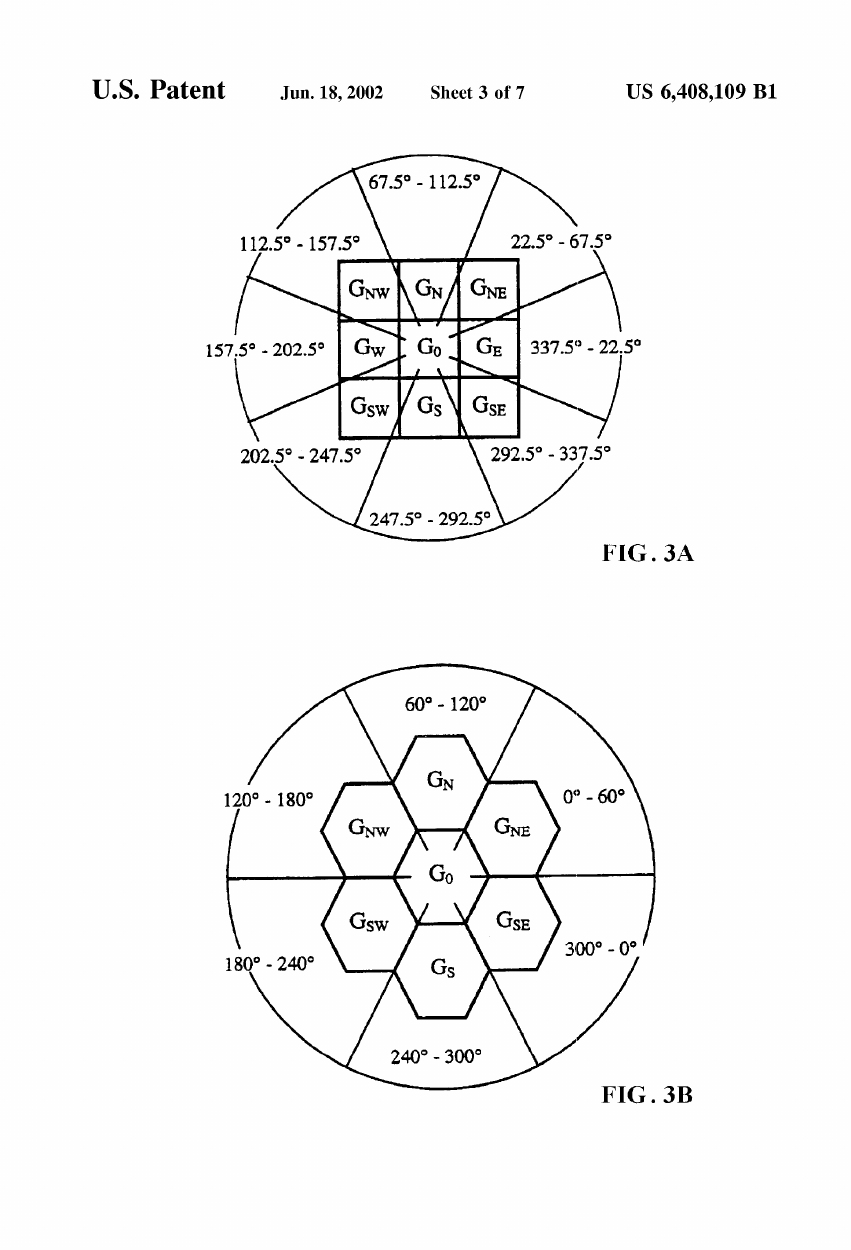 U.S. Patent Jun. 18, 2002 Sheet 3 of 7 US 6,408,109 B1
67.5° - 112.5°
112.5° - 157.5° 22.5° - 67.5°
GNW GN GNE
157.5° - 202.5° GW G0 GE 337.5° - 22.5°
GSW GS GSE
202.5° - 247.5° 292.5° - 337.5°
247.5° - 292.5°
FIG. 3A
60° - 120°
GN
120° - 180° 0° - 60°
GNW GNE
G0
GSW GSE
180° - 240° GS 300° - 0°
240° - 300°
FIG. 3B